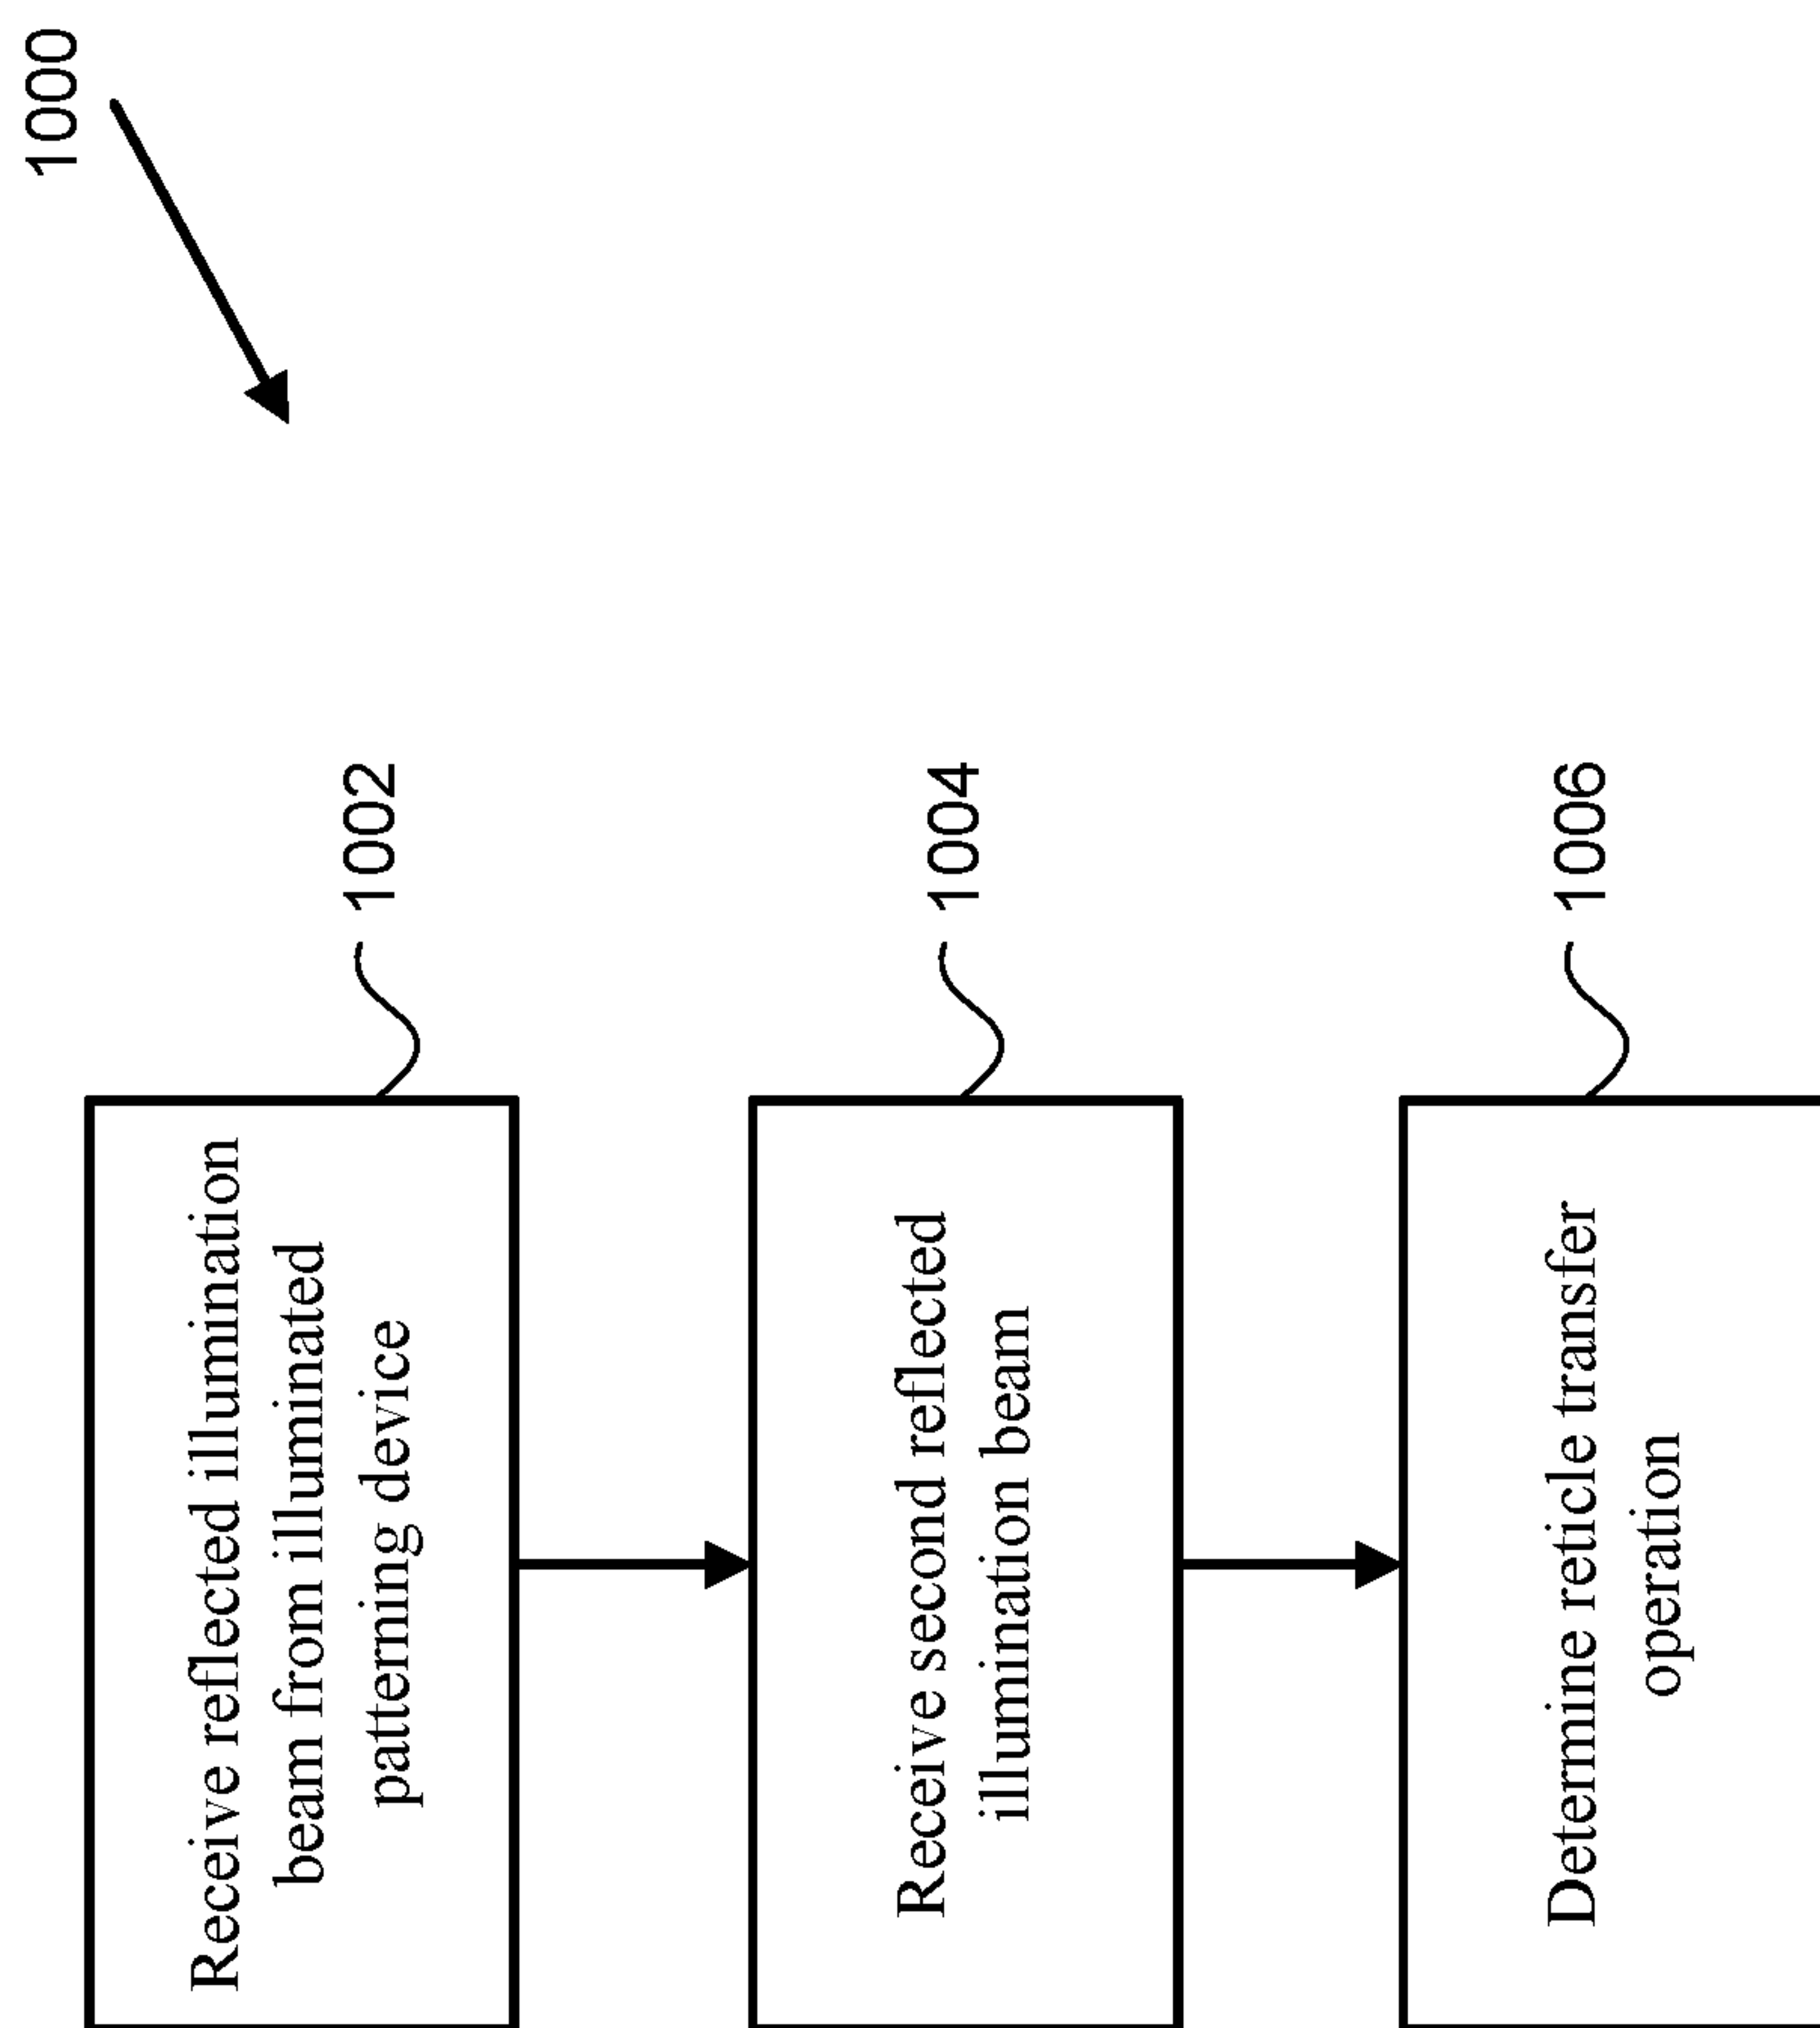 1000
Receive reflected illumination
beam from illuminated
patterning device
1002
Receive second reflected
illumination beam
1004
Determine reticle transfer
operation
1006